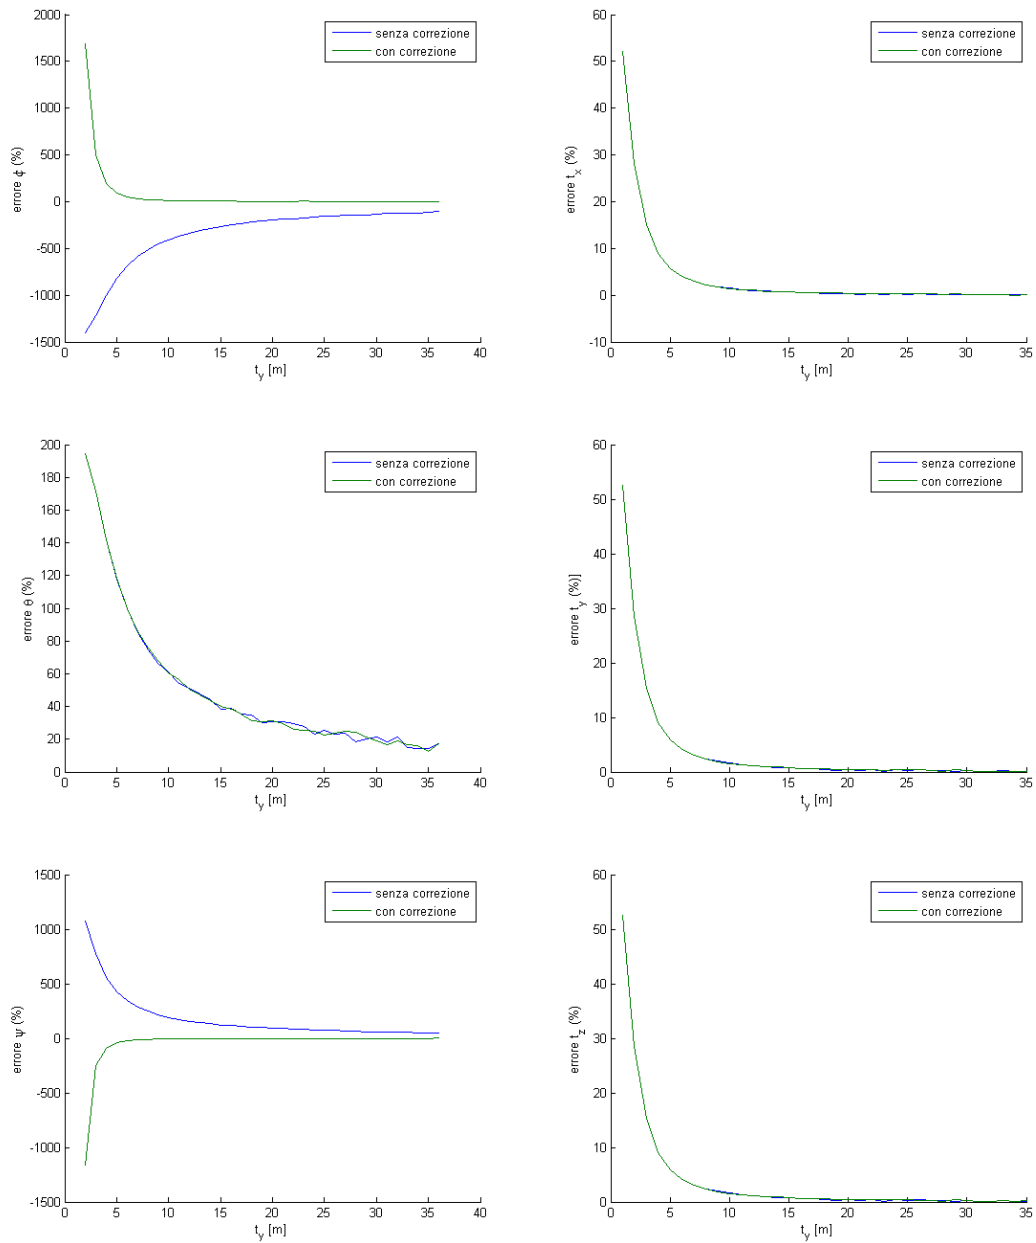 2000
1500
1000
500
0
-500
-1000
-1500
0 5 10 15 20 25 30 35 40
errore ϕ (%)
t_y [m]
senza correzione
con correzione
60
50
40
30
20
10
0
-10
0 5 10 15 20 25 30 35
errore t_x (%)
t_y [m]
senza correzione
con correzione
200
180
160
140
120
100
80
60
40
20
0
0 5 10 15 20 25 30 35 40
errore θ (%)
t_y [m]
senza correzione
con correzione
60
50
40
30
20
10
0
0 5 10 15 20 25 30 35
errore t_y (%)]
t_y [m]
senza correzione
con correzione
1500
1000
500
0
-500
-1000
-1500
0 5 10 15 20 25 30 35 40
errore ψ (%)
t_y [m]
senza correzione
con correzione
60
50
40
30
20
10
0
0 5 10 15 20 25 30 35
errore t_z (%)
t_y [m]
senza correzione
con correzione